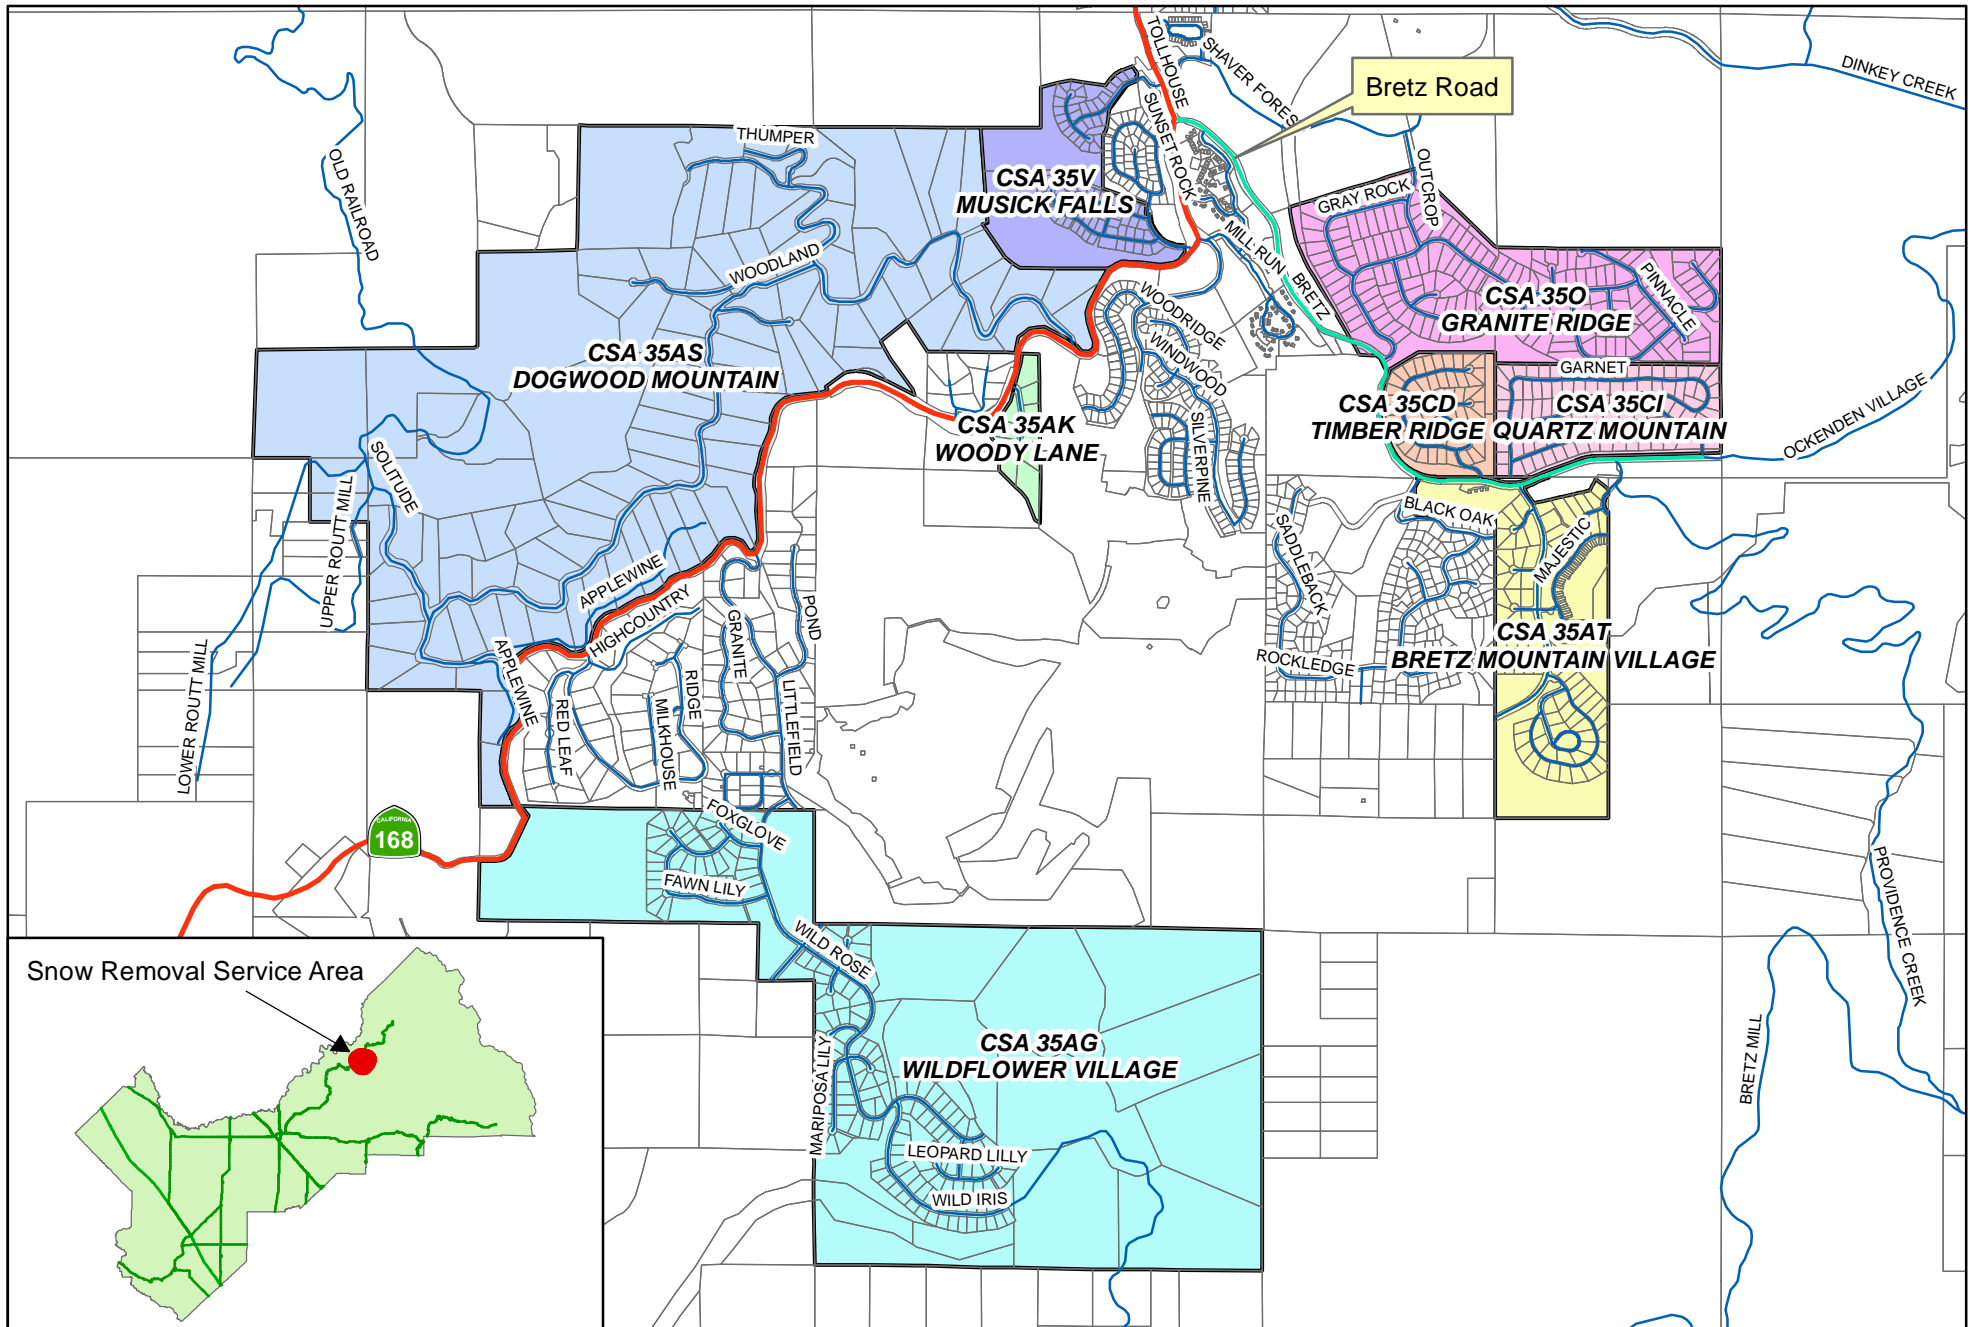 TOLLHOUSE
SHAVER FORES
DINKEY CREEK
Bretz Road
SUNSET ROCK
THUMPER
OLD RAILROAD
CSA 35V
MUSICK FALLS
GRAY ROCK
OUTCROP
WOODLAND
MILL RUN
BRETZ
PINNACLE
CSA 35O
GRANITE RIDGE
WOODRIDGE
WINDWOOD
CSA 35AS
DOGWOOD MOUNTAIN
GARNET
CSA 35CD
TIMBER RIDGE
CSA 35CI
QUARTZ MOUNTAIN
OCKENDEN VILLAGE
CSA 35AK
WOODY LANE
SILVERPINE
SOLITUDE
UPPER ROUTT MILL
BLACK OAK
SADDLEBACK
MAJESTIC
APPLEWINE
HIGHCOUNTRY
POND
GRANITE
CSA 35AT
BRETZ MOUNTAIN VILLAGE
ROCKLEDGE
LOWER ROUTT MILL
APPLEWINE
RED LEAF
RIDGE
MILKHOUSE
LITTLEFIELD
CALIFORNIA
168
FOXGLOVE
FAWN LILY
PROVIDENCE CREEK
WILD ROSE
Snow Removal Service Area
MARIPOSA LILY
CSA 35AG
WILDFLOWER VILLAGE
BRETZ MILL
LEOPARD LILLY
WILD IRIS